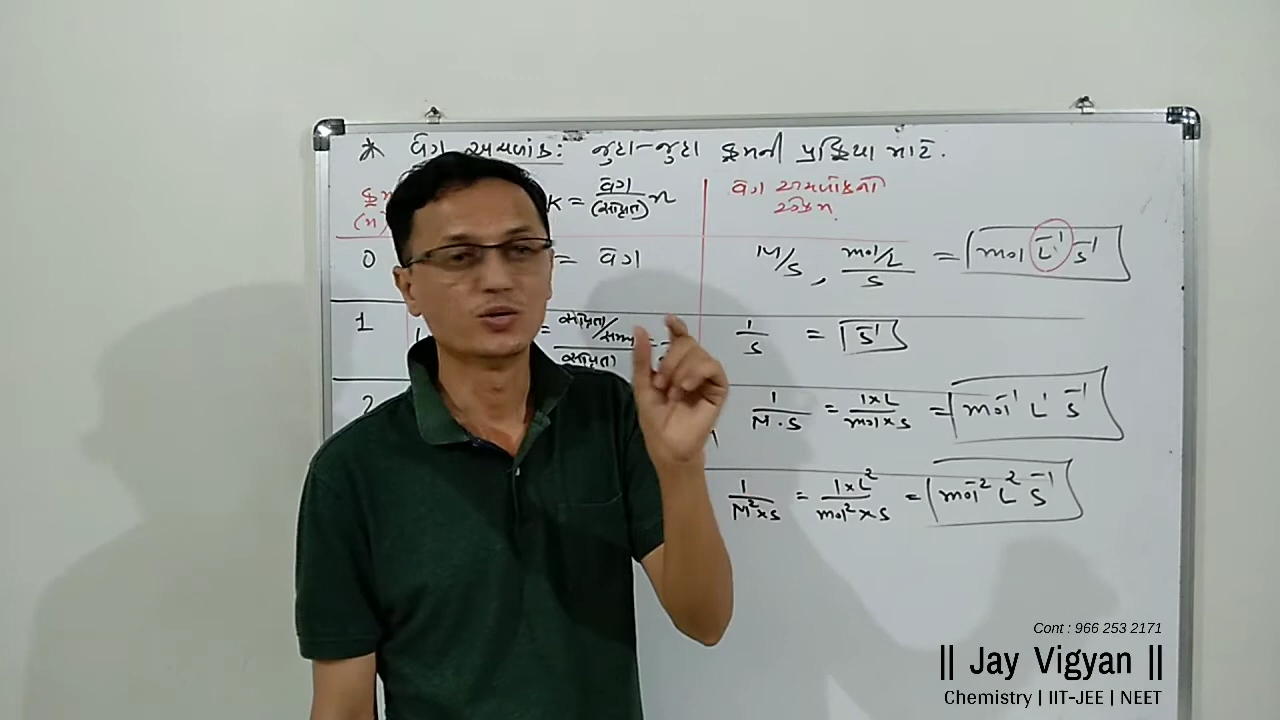 * વેગ અચળાંક: જુદા-જુદા ક્રમની પ્રક્રિયા માટે.
(n) K = વેગ / (સાંદ્રતા)n વેગ અચળાંકનો એકમ
0 = વેગ M/S , mol/L / S = mol L⁻¹ S⁻¹
1 = સાંદ્રતા/સમય / સાંદ્રતા = 1/S = S⁻¹
2 1 / M·S = 1×L / mol×S = mol⁻¹ L¹ S⁻¹
1 / M²×S = 1×L² / mol²×S = mol⁻² L² S⁻¹
Cont : 966 253 2171
|| Jay Vigyan ||
Chemistry | IIT-JEE | NEET